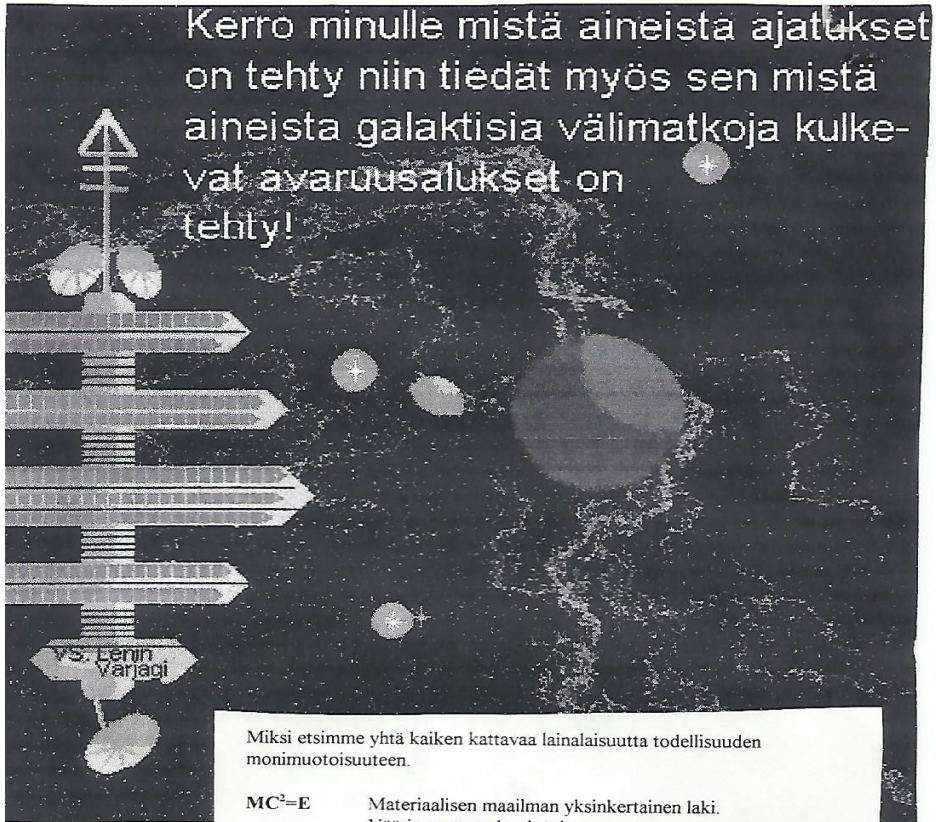 Kerro minulle mistä aineista ajatukset
on tehty niin tiedät myös sen mistä
aineista galaktisia välimatkoja kulke-
vat avaruusalukset on
tehty!
VS. Lenin
Varjagi
Miksi etsimme yhtä kaiken kattavaa lainalaisuutta todellisuuden
monimuotoisuuteen.
MC²=E Materiaalisen maailman yksinkertainen laki.